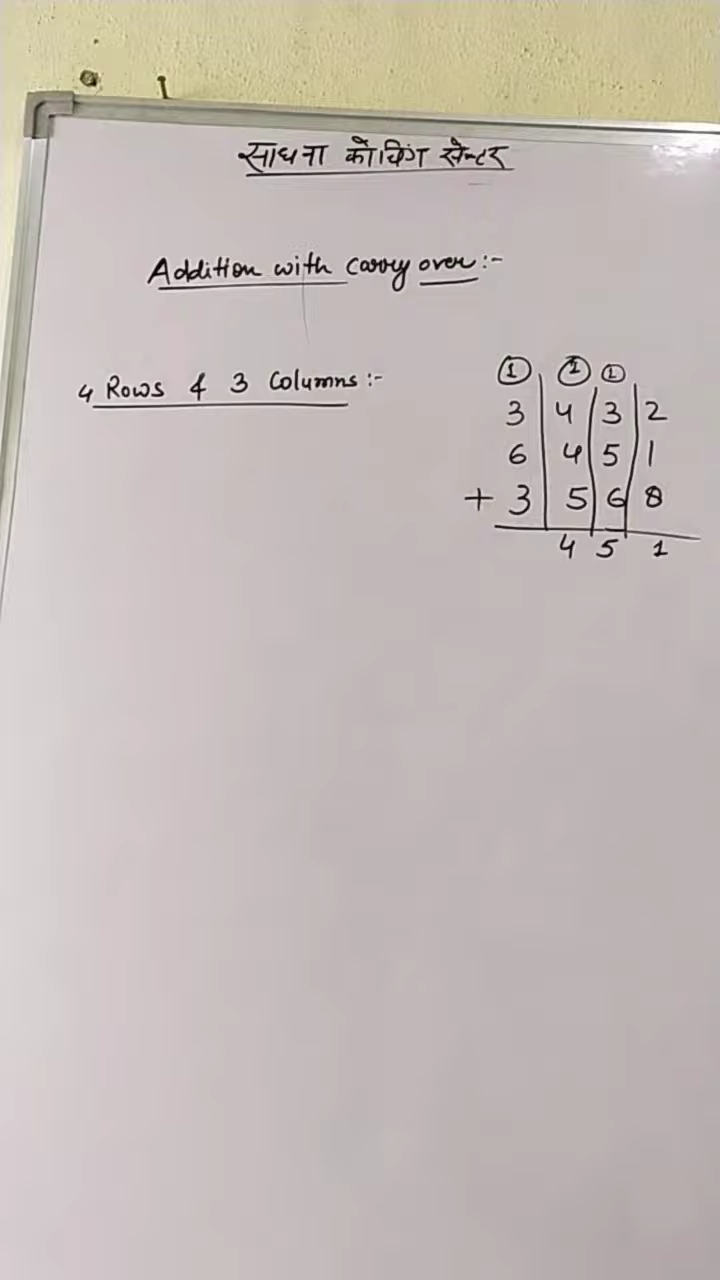 साधना कोचिंग सेन्टर
Addition with carry over:-
4 Rows & 3 Columns:-
① ① ①
3 4 3 2
6 4 5 1
+ 3 5 6 8
4 5 1